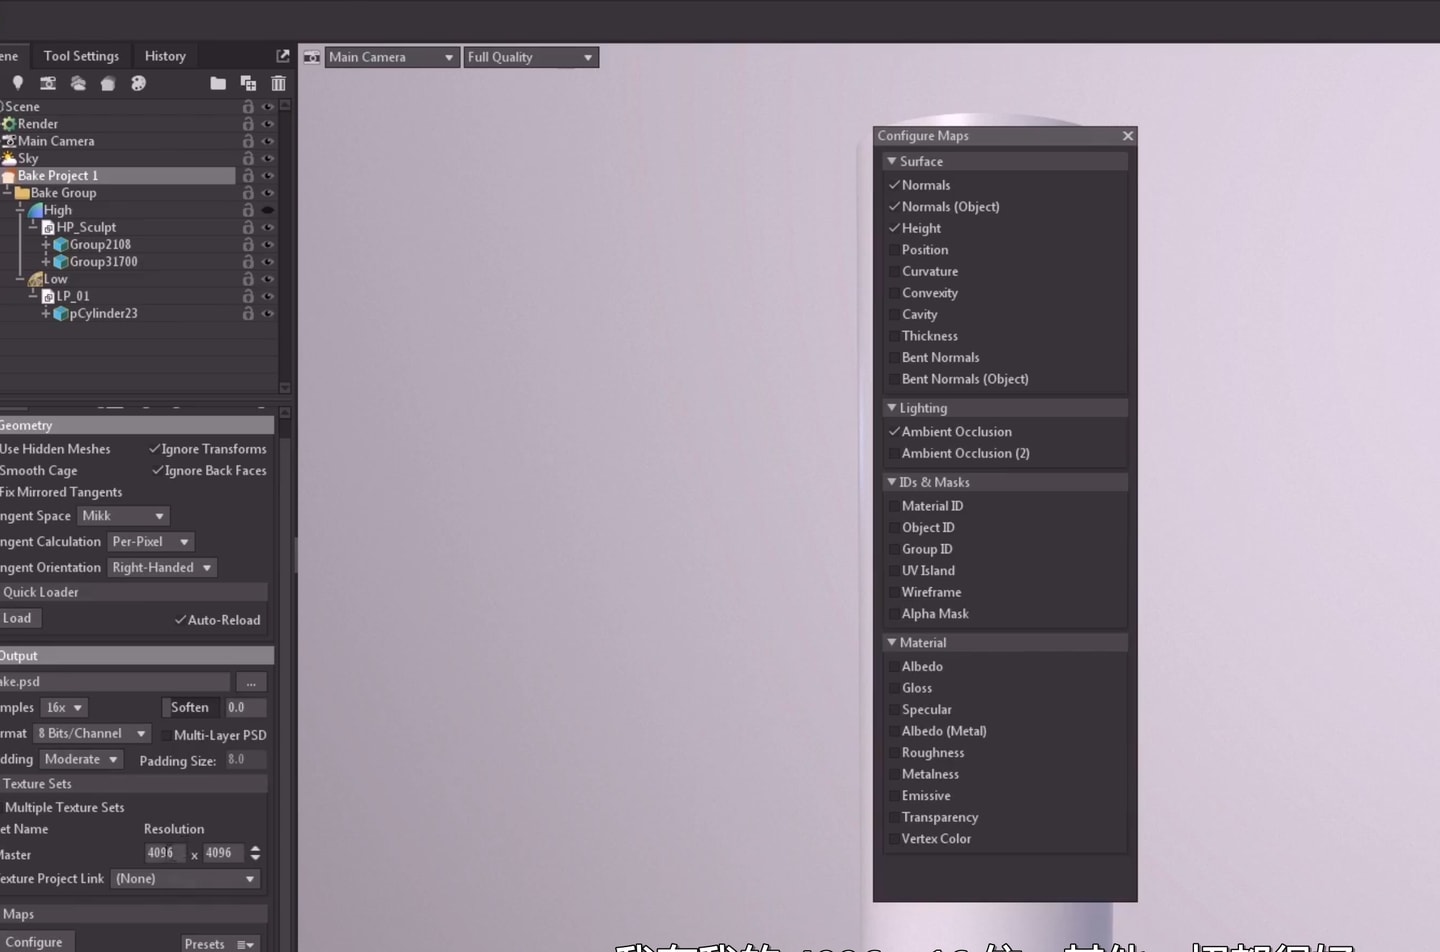 ene Tool Settings History
Main Camera Full Quality
Scene
Render
Main Camera
Sky
Bake Project 1
Bake Group
High
HP_Sculpt
Group2108
Group31700
Low
LP_01
pCylinder23
Geometry
Use Hidden Meshes Ignore Transforms
Smooth Cage Ignore Back Faces
Fix Mirrored Tangents
ngent Space Mikk
ngent Calculation Per-Pixel
ngent Orientation Right-Handed
Quick Loader
Load Auto-Reload
Output
ake.psd ...
mples 16x Soften 0.0
rmat 8 Bits/Channel Multi-Layer PSD
dding Moderate Padding Size: 8.0
Texture Sets
Multiple Texture Sets
et Name Resolution
Master 4096 x 4096
exture Project Link (None)
Maps
Configure Presets
Configure Maps
Surface
Normals
Normals (Object)
Height
Position
Curvature
Convexity
Cavity
Thickness
Bent Normals
Bent Normals (Object)
Lighting
Ambient Occlusion
Ambient Occlusion (2)
IDs & Masks
Material ID
Object ID
Group ID
UV Island
Wireframe
Alpha Mask
Material
Albedo
Gloss
Specular
Albedo (Metal)
Roughness
Metalness
Emissive
Transparency
Vertex Color